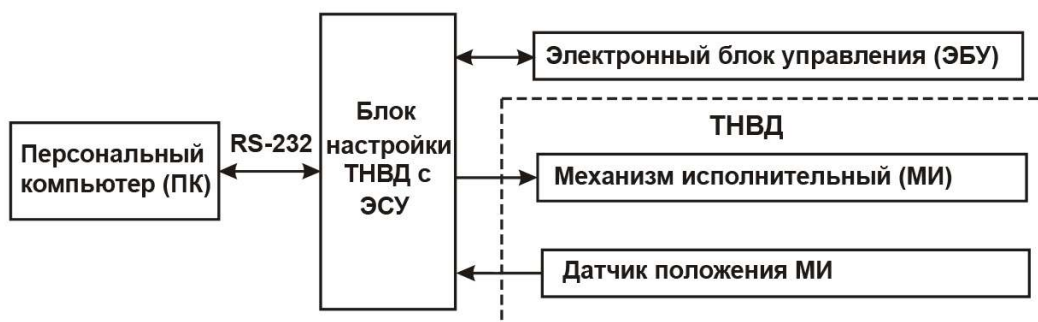 Персональный
компьютер (ПК)
RS-232
Блок
настройки
ТНВД с
ЭСУ
Электронный блок управления (ЭБУ)
ТНВД
Механизм исполнительный (МИ)
Датчик положения МИ